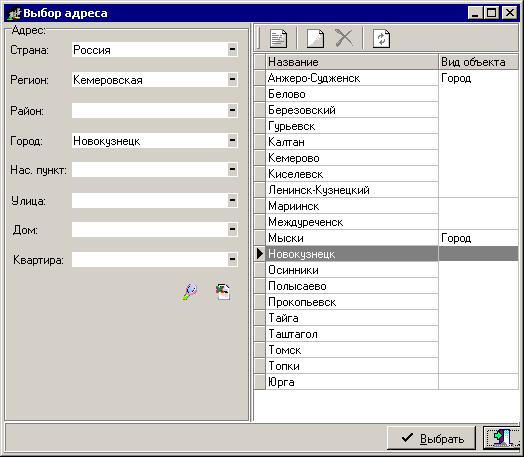 Выбор адреса
Адрес:
Страна: Россия
Регион: Кемеровская
Район:
Город: Новокузнецк
Нас. пункт:
Улица:
Дом:
Квартира:
Название Вид объекта
Анжеро-Судженск Город
Белово
Березовский
Гурьевск
Калтан
Кемерово
Киселевск
Ленинск-Кузнецкий
Мариинск
Междуреченск
Мыски Город
Новокузнецк
Осинники
Полысаево
Прокопьевск
Тайга
Таштагол
Томск
Топки
Юрга
Выбрать